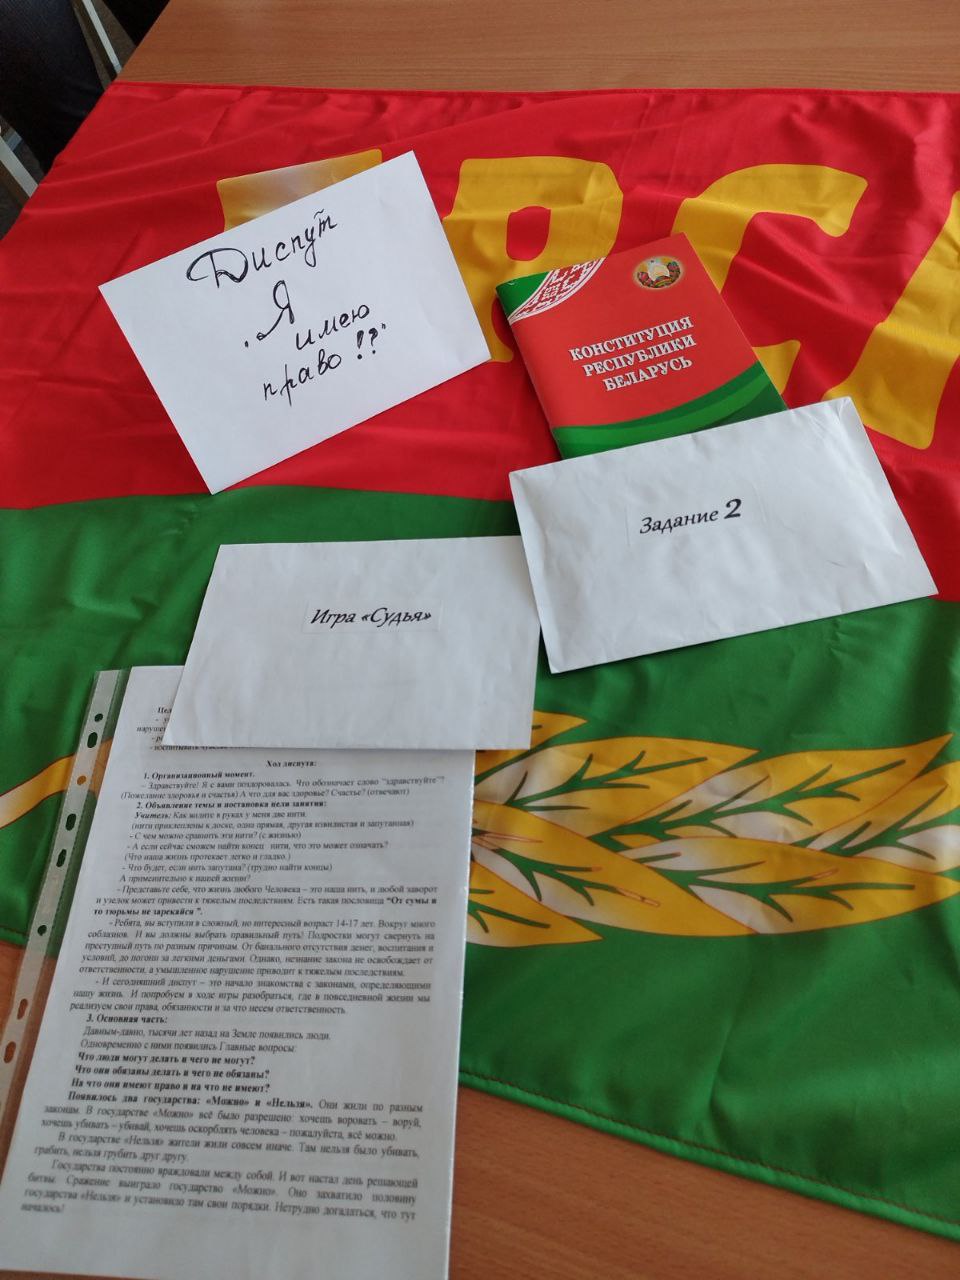 Диспут
"Я
имею
право!?"
КОНСТИТУЦИЯ
РЕСПУБЛИКИ
БЕЛАРУСЬ
Задание 2
Игра «Судья»
Ход диспута:
1. Организационный момент.
– Здравствуйте! Я с вами поздоровалась. Что обозначает слово "здравствуйте"?
(Пожелание здоровья и счастья) А что для вас здоровье? Счастье? (отвечают)
2. Объявление темы и постановка цели занятия:
Учитель: Как видите в руках у меня две нити.
(нити приклеплены к доске, одна прямая, другая извилистая и запутанная)
- С чем можно сравнить эти нити? (с жизнью)
- А если сейчас сможем найти конец нити, что это может означать?
(Что наша жизнь протекает легко и гладко.)
- Что будет, если нить запутана? (трудно найти концы)
А применительно к нашей жизни?
- Представьте себе, что жизнь любого Человека – это наша нить, и любой заворот
и узелок может привести к тяжелым последствиям. Есть такая пословица "От сумы и
то тюрьмы не зарекайся ".
- Ребята, вы вступили в сложный, но интересный возраст 14-17 лет. Вокруг много
соблазнов. И вы должны выбрать правильный путь! Подростки могут свернуть на
преступный путь по разным причинам. От банального отсутствия денег, воспитания и
условий, до погони за легкими деньгами. Однако, незнание закона не освобождает от
ответственности, а умышленное нарушение приводит к тяжелым последствиям.
- И сегодняшний диспут – это начало знакомства с законами, определяющими
нашу жизнь. И попробуем в ходе игры разобраться, где в повседневной жизни мы
реализуем свои права, обязанности и за что несем ответственность.
3. Основная часть:
Давным-давно, тысячи лет назад на Земле появились люди.
Одновременно с ними появились Главные вопросы:
Что люди могут делать и чего не могут?
Что они обязаны делать и чего не обязаны?
На что они имеют право и на что не имеют?
Появилось два государства: «Можно» и «Нельзя». Они жили по разным
законам. В государстве «Можно» всё было разрешено: хочешь воровать – воруй,
хочешь убивать – убивай, хочешь оскорблять человека – пожалуйста, всё можно.
В государстве «Нельзя» жители жили совсем иначе. Там нельзя было убивать,
грабить, нельзя грубить друг другу.
Государства постоянно враждовали между собой. И вот настал день решающей
битвы. Сражение выиграло государство «Можно». Оно захватило половину
государства «Нельзя» и установило там свои порядки. Нетрудно догадаться, что тут
началось!